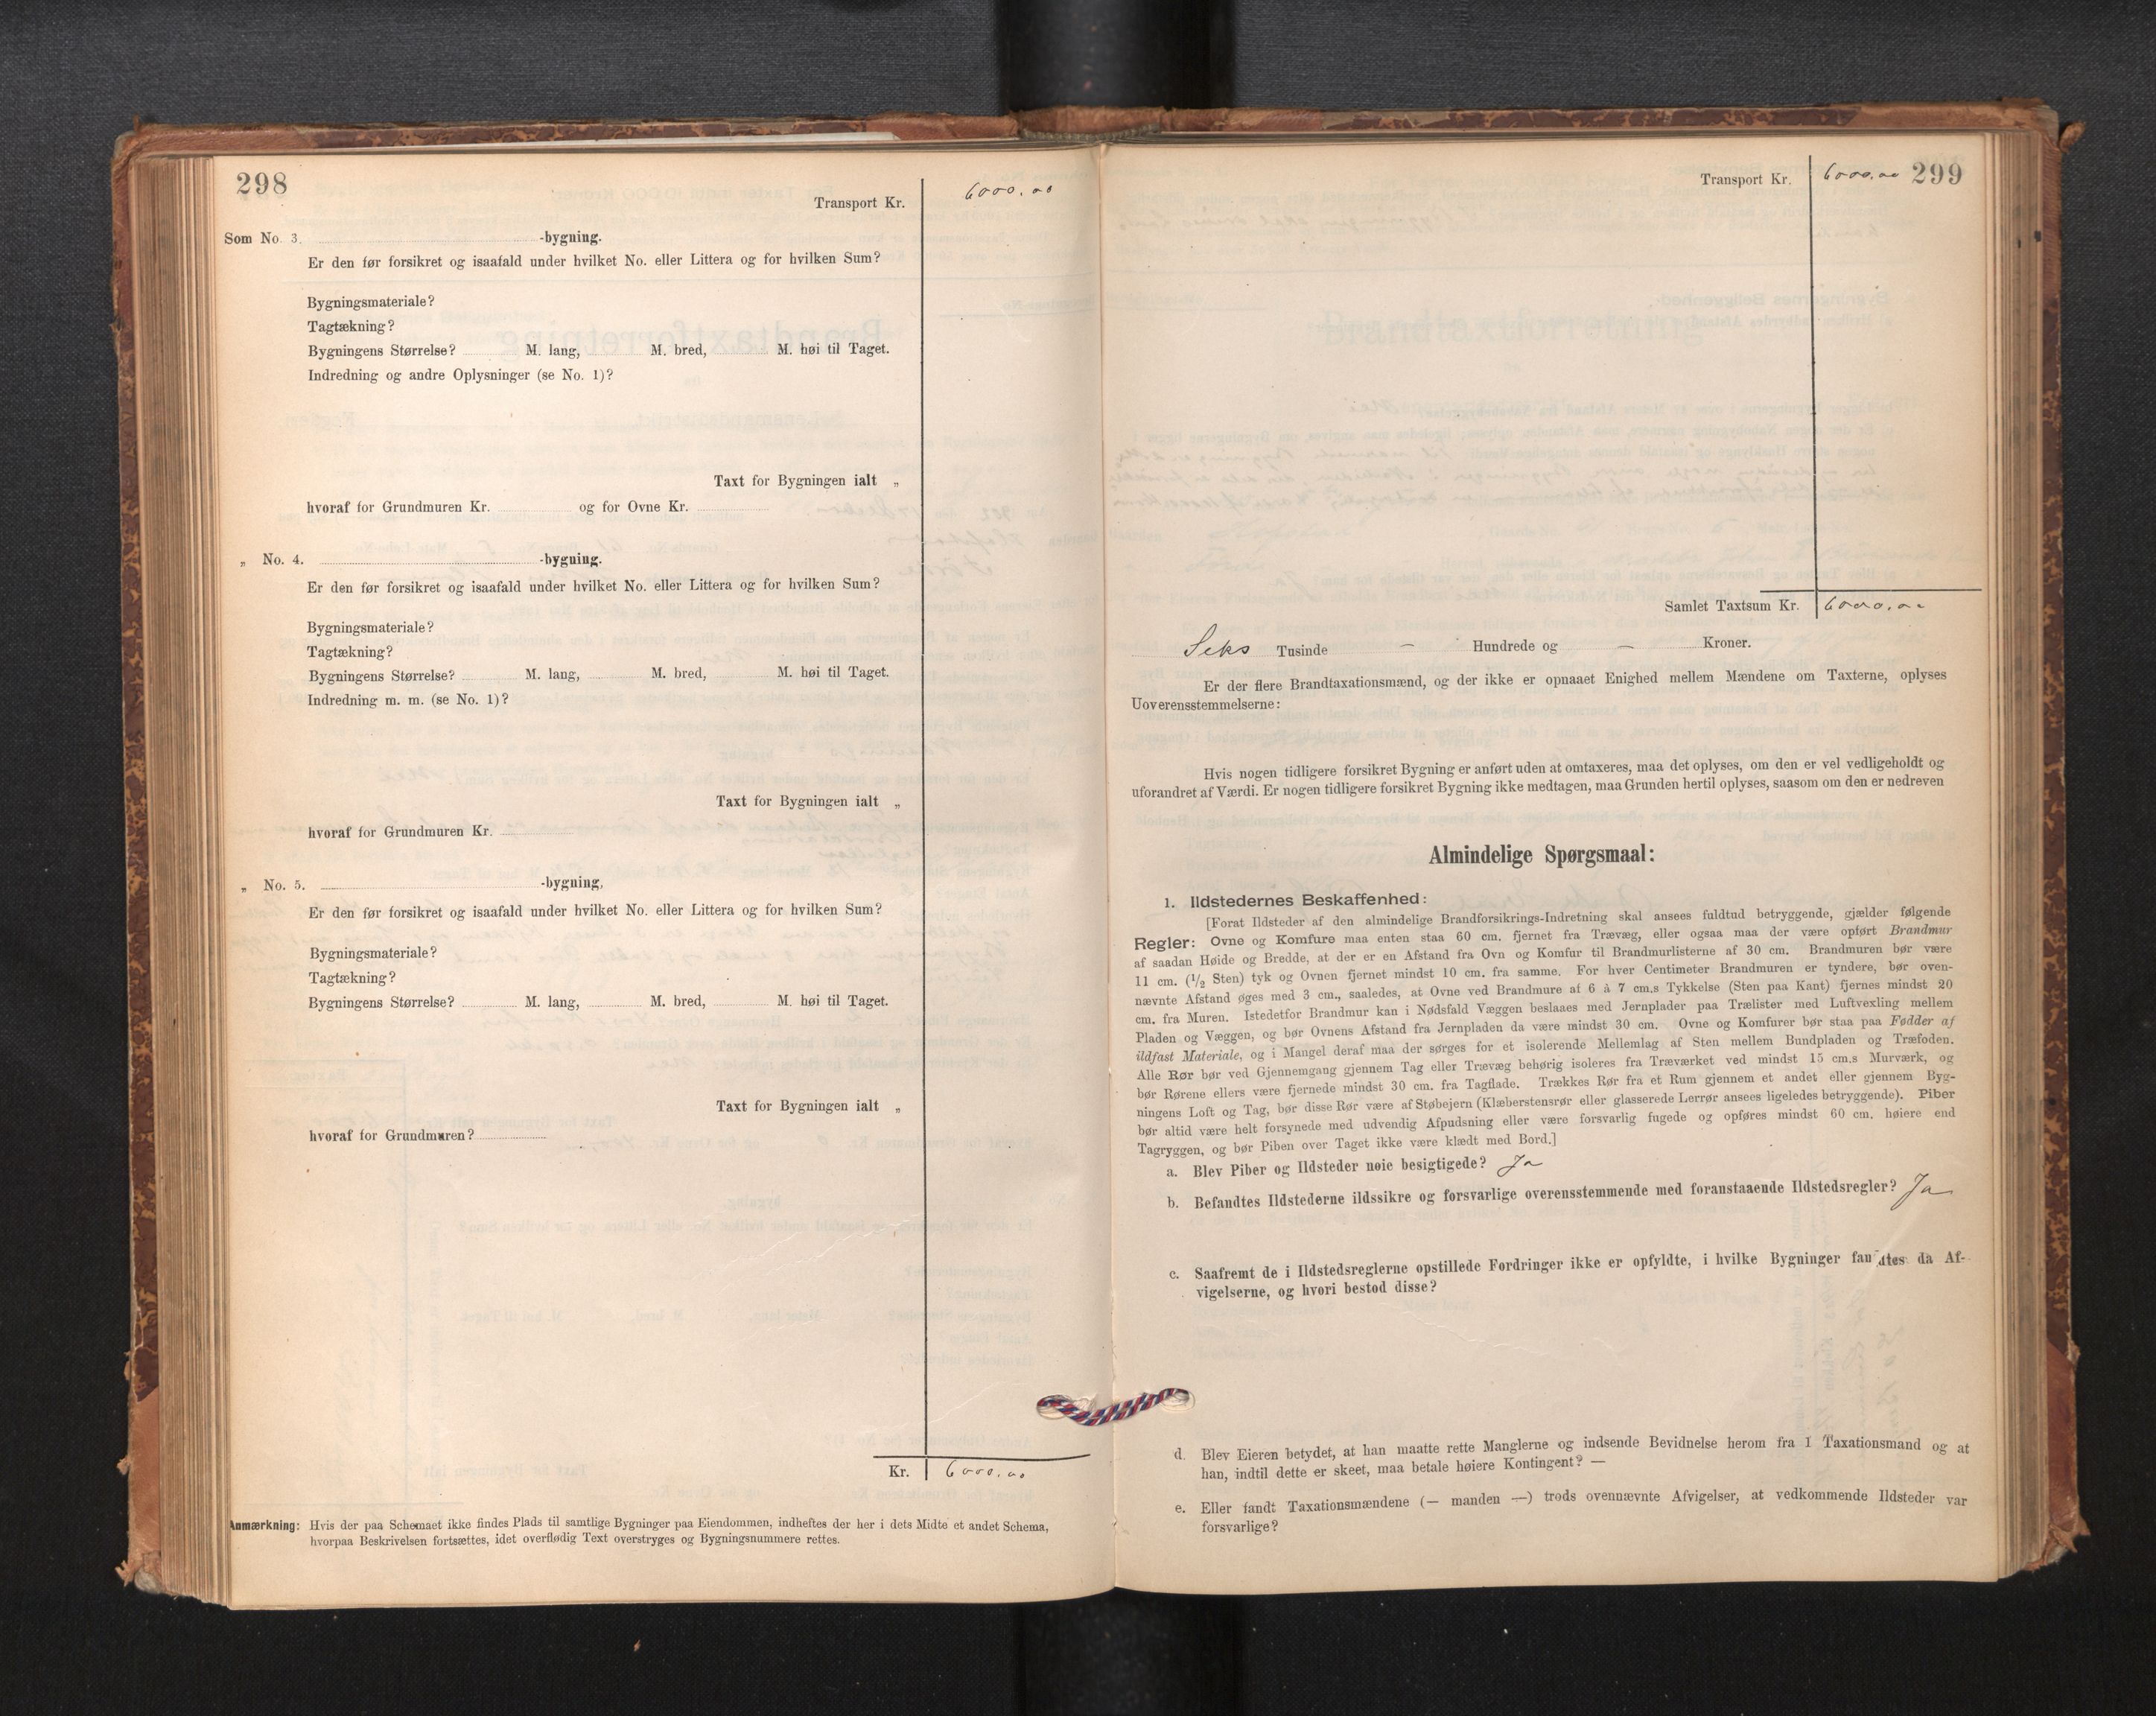 298
Transport Kr. 6000.00
Som No. 3. -bygning.
Er den før forsikret og isaafald under hvilket No. eller Littera og for hvilken Sum?
Bygningsmateriale?
Tagtækning?
Bygningens Størrelse? M. lang, M. bred, M. høi til Taget.
Indredning og andre Oplysninger (se No. 1)?
Taxt for Bygningen ialt „
hvoraf for Grundmuren Kr. og for Ovne Kr.
„ No. 4. -bygning.
Er den før forsikret og isaafald under hvilket No. eller Littera og for hvilken Sum?
Bygningsmateriale?
Tagtækning?
Bygningens Størrelse? M. lang, M. bred, M. høi til Taget.
Indredning m. m. (se No. 1)?
Taxt for Bygningen ialt „
hvoraf for Grundmuren Kr.
„ No. 5. -bygning,
Er den før forsikret og isaafald under hvilket No. eller Littera og for hvilken Sum?
Bygningsmateriale?
Tagtækning?
Bygningens Størrelse? M. lang, M. bred, M. høi til Taget.
Taxt for Bygningen ialt „
hvoraf for Grundmuren?
Kr. 6000.00
Anmærkning: Hvis der paa Schemaet ikke findes Plads til samtlige Bygninger paa Eiendommen, indheftes der her i dets Midte et andet Schema,
hvorpaa Beskrivelsen fortsættes, idet overflødig Text overstryges og Bygningsnummere rettes.
Transport Kr. 6000.00 299
Samlet Taxtsum Kr. 6000.00
Seks Tusinde – Hundrede og – Kroner.
Er der flere Brandtaxationsmænd, og der ikke er opnaaet Enighed mellem Mændene om Taxterne, oplyses
Uoverensstemmelserne:
Hvis nogen tidligere forsikret Bygning er anført uden at omtaxeres, maa det oplyses, om den er vel vedligeholdt og
uforandret af Værdi. Er nogen tidligere forsikret Bygning ikke medtagen, maa Grunden hertil oplyses, saasom om den er nedreven
Almindelige Spørgsmaal:
1. Ildstedernes Beskaffenhed:
[Forat Ildsteder af den almindelige Brandforsikrings-Indretning skal ansees fuldtud betryggende, gjælder følgende
Regler: Ovne og Komfure maa enten staa 60 cm. fjernet fra Trævæg, eller ogsaa maa der være opført Brandmur
af saadan Høide og Bredde, at der er en Afstand fra Ovn og Komfur til Brandmurlisterne af 30 cm. Brandmuren bør være
11 cm. (1/2 Sten) tyk og Ovnen fjernet mindst 10 cm. fra samme. For hver Centimeter Brandmuren er tyndere, bør oven-
nævnte Afstand øges med 3 cm., saaledes, at Ovne ved Brandmure af 6 à 7 cm.s Tykkelse (Sten paa Kant) fjernes mindst 20
cm. fra Muren. Istedetfor Brandmur kan i Nødsfald Væggen beslaaes med Jernplader paa Trælister med Luftvexling mellem
Pladen og Væggen, og bør Ovnens Afstand fra Jernpladen da være mindst 30 cm. Ovne og Komfurer bør staa paa Fødder af
ildfast Materiale, og i Mangel deraf maa der sørges for et isolerende Mellemlag af Sten mellem Bundpladen og Træfoden.
Alle Rør bør ved Gjennemgang gjennem Tag eller Trævæg behørig isoleres fra Træværket ved mindst 15 cm.s Murværk, og
bør Rørene ellers være fjernede mindst 30 cm. fra Tagflade. Trækkes Rør fra et Rum gjennem et andet eller gjennem Byg-
ningens Loft og Tag, bør disse Rør være af Støbejern (Klæberstensrør eller glasserede Lerrør ansees ligeledes betryggende). Piber
bør altid være helt forsynede med udvendig Afpudsning eller være forsvarlig fugede og opføres mindst 60 cm. høiere end
Tagryggen, og bør Piben over Taget ikke være klædt med Bord.]
a. Blev Piber og Ildsteder nøie besigtigede? Ja
b. Befandtes Ildstederne ildssikre og forsvarlige overensstemmende med foranstaaende Ildstedsregler? Ja
c. Saafremt de i Ildstedsreglerne opstillede Fordringer ikke er opfyldte, i hvilke Bygninger fandtes da Af-
vigelserne, og hvori bestod disse?
d. Blev Eieren betydet, at han maatte rette Manglerne og indsende Bevidnelse herom fra 1 Taxationsmand og at
han, indtil dette er skeet, maa betale høiere Kontingent? —
e. Eller fandt Taxationsmændene (— manden —) trods ovennævnte Afvigelser, at vedkommende Ildsteder var
forsvarlige?